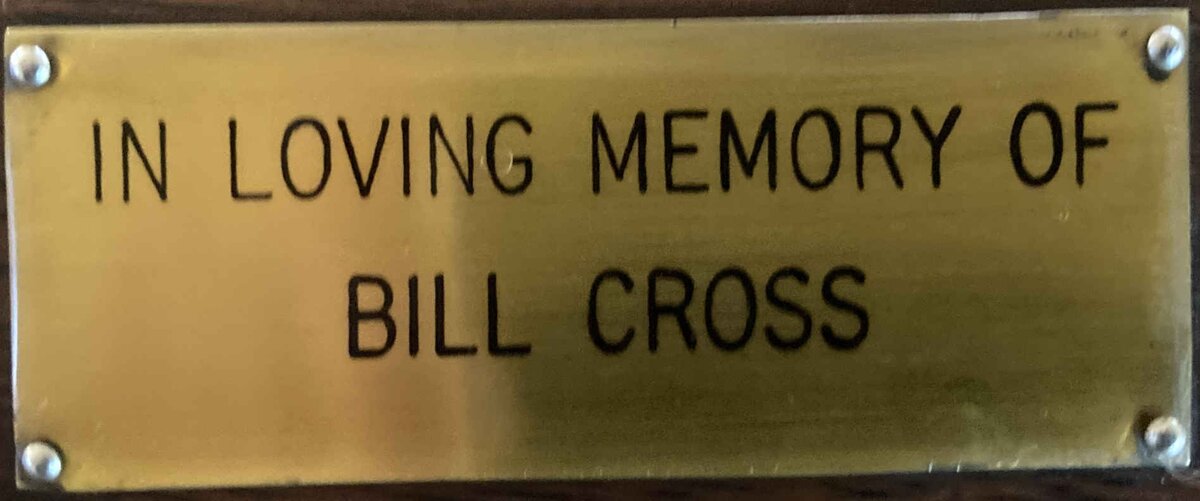 IN LOVING MEMORY OF
BILL CROSS